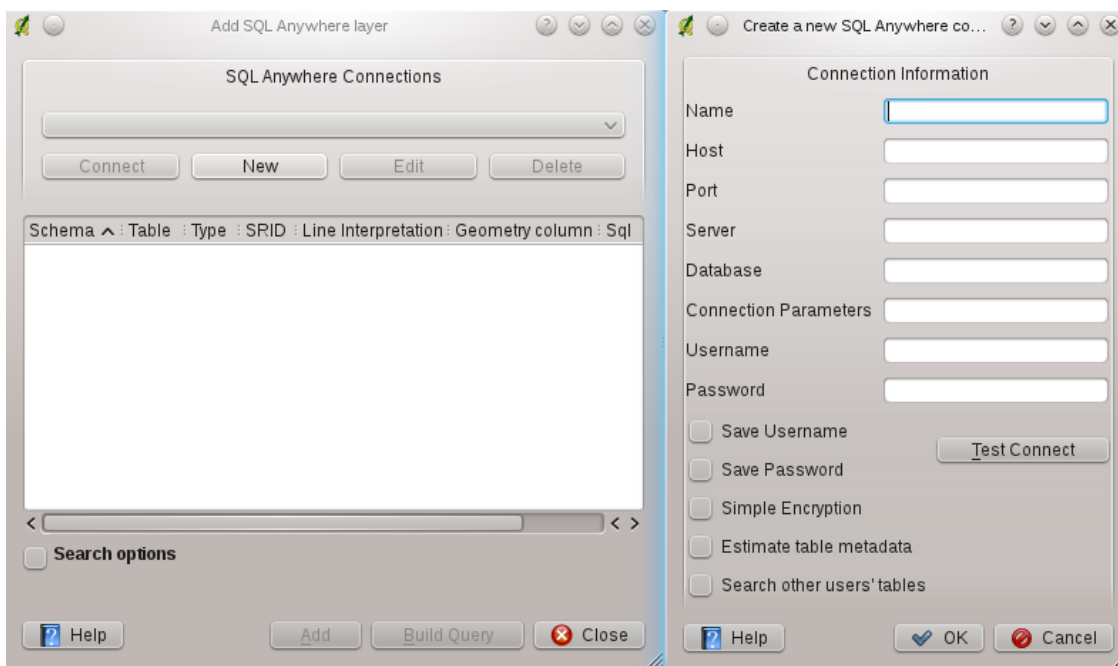 Add SQL Anywhere layer
SQL Anywhere Connections
Connect New Edit Delete
Schema Table Type SRID Line Interpretation Geometry column Sql
Search options
Help Add Build Query Close
Create a new SQL Anywhere co...
Connection Information
Name
Host
Port
Server
Database
Connection Parameters
Username
Password
Save Username
Test Connect
Save Password
Simple Encryption
Estimate table metadata
Search other users' tables
Help OK Cancel